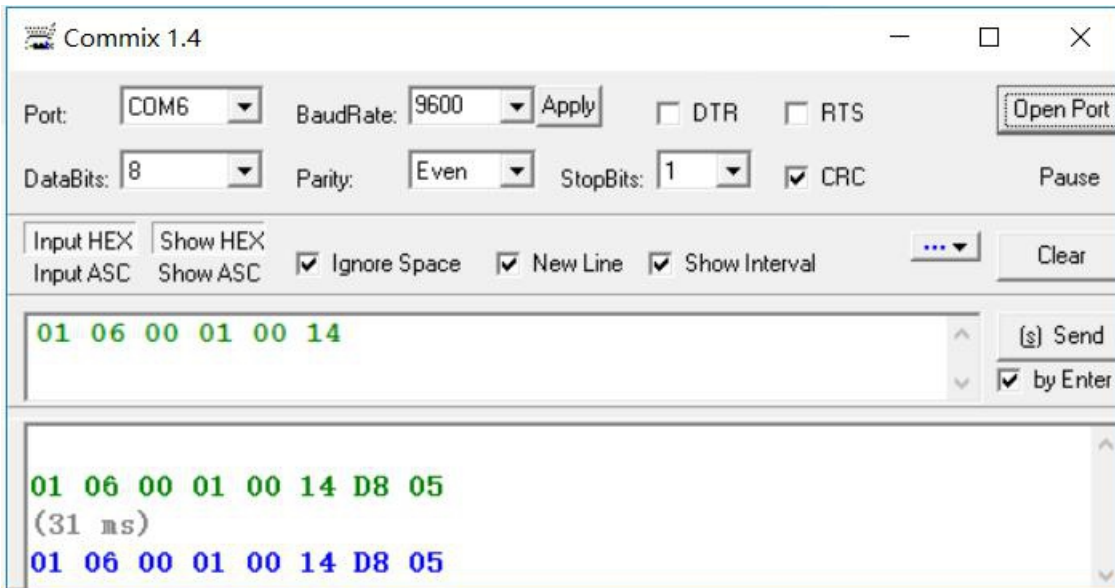 Commix 1.4
Port: COM6 BaudRate: 9600 Apply DTR RTS Open Port
DataBits: 8 Parity: Even StopBits: 1 CRC Pause
Input HEX Show HEX
Input ASC Show ASC Ignore Space New Line Show Interval ... Clear
01 06 00 01 00 14
(s) Send
by Enter
01 06 00 01 00 14 D8 05
(31 ms)
01 06 00 01 00 14 D8 05